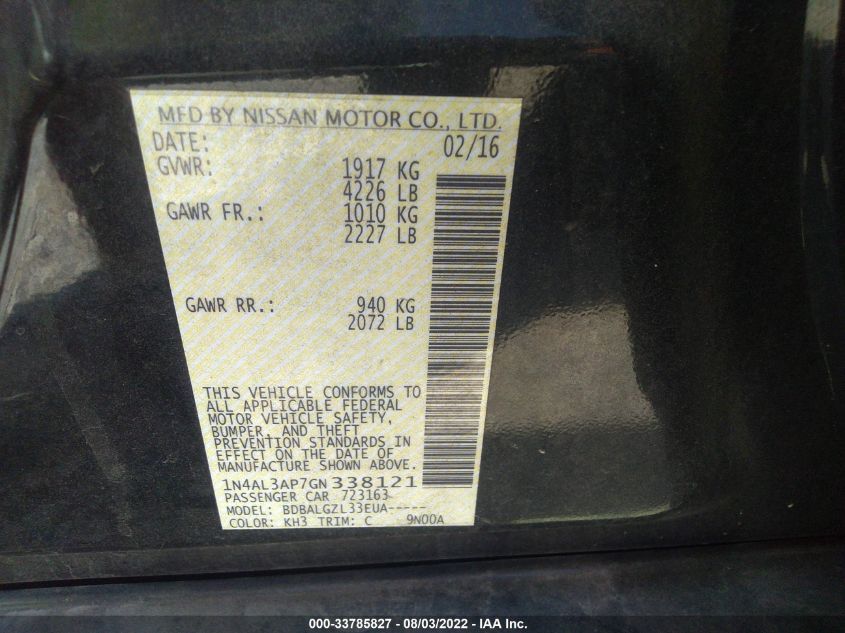 MFD BY NISSAN MOTOR CO., LTD.
DATE: 02/16
GVWR: 1917 KG
4226 LB
GAWR FR.: 1010 KG
2227 LB
GAWR RR.: 940 KG
2072 LB
THIS VEHICLE CONFORMS TO
ALL APPLICABLE FEDERAL
MOTOR VEHICLE SAFETY,
BUMPER, AND THEFT
PREVENTION STANDARDS IN
EFFECT ON THE DATE OF
MANUFACTURE SHOWN ABOVE.
1N4AL3AP7GN338121
PASSENGER CAR 723163
MODEL: BDBALGZL33EUA-----
COLOR: KH3 TRIM: C 9N00A
000-33785827 - 08/03/2022 - IAA Inc.